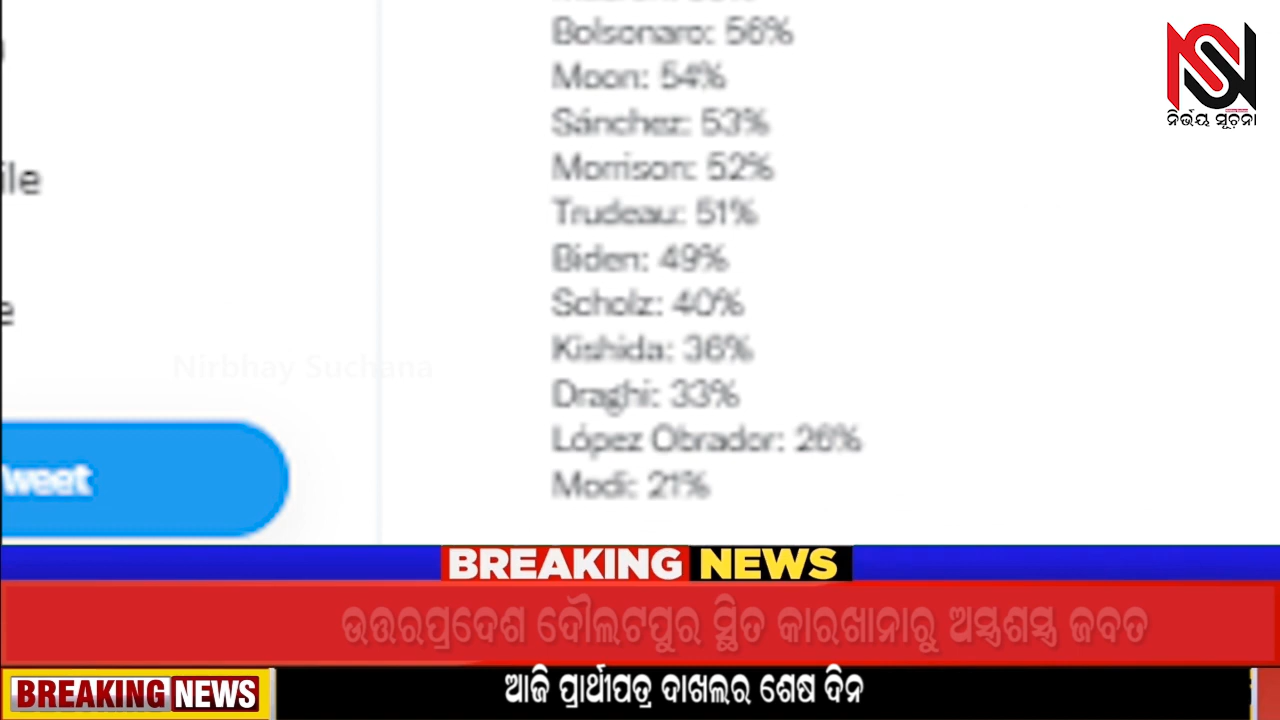 Bolsonaro: 56%
Moon: 54%
Sánchez: 53%
Morrison: 52%
Trudeau: 51%
Biden: 49%
Scholz: 40%
Kishida: 36%
Draghi: 33%
López Obrador: 26%
Modi: 21%
ile
e
weet
Nirbhay Suchana
NS
ନିର୍ଭୟ ସୂଚନା
BREAKING NEWS
ଉତ୍ତରପ୍ରଦେଶ ଦୌଲଟପୁର ସ୍ଥିତ କାରଖାନାରୁ ଅସ୍ତ୍ରଶସ୍ତ୍ର ଜବତ
BREAKING NEWS
ଆଜି ପ୍ରାର୍ଥୀପତ୍ର ଦାଖଲର ଶେଷ ଦିନ